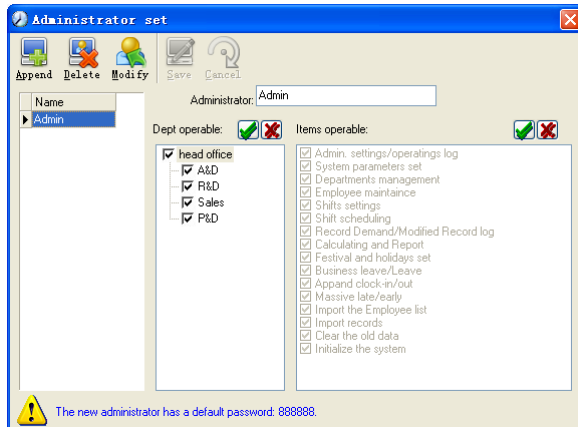 Administrator set
Append Delete Modify Save Cancel
Name
Admin
Administrator: Admin
Dept operable:
head office
A&D
R&D
Sales
P&D
Items operable:
Admin. settings/operatings log
System parameters set
Departments management
Employee maintaince
Shifts settings
Shift scheduling
Record Demand/Modified Record log
Calculating and Report
Festival and holidays set
Business leave/Leave
Appand clock-in/out
Massive late/early
Import the Employee list
Import records
Clear the old data
Initialize the system
The new administrator has a default password: 888888.